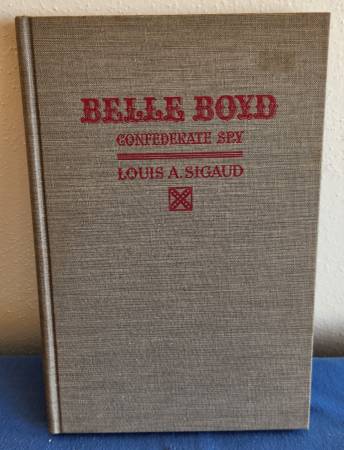 BELLE BOYD
CONFEDERATE SPY
LOUIS A. SIGAUD